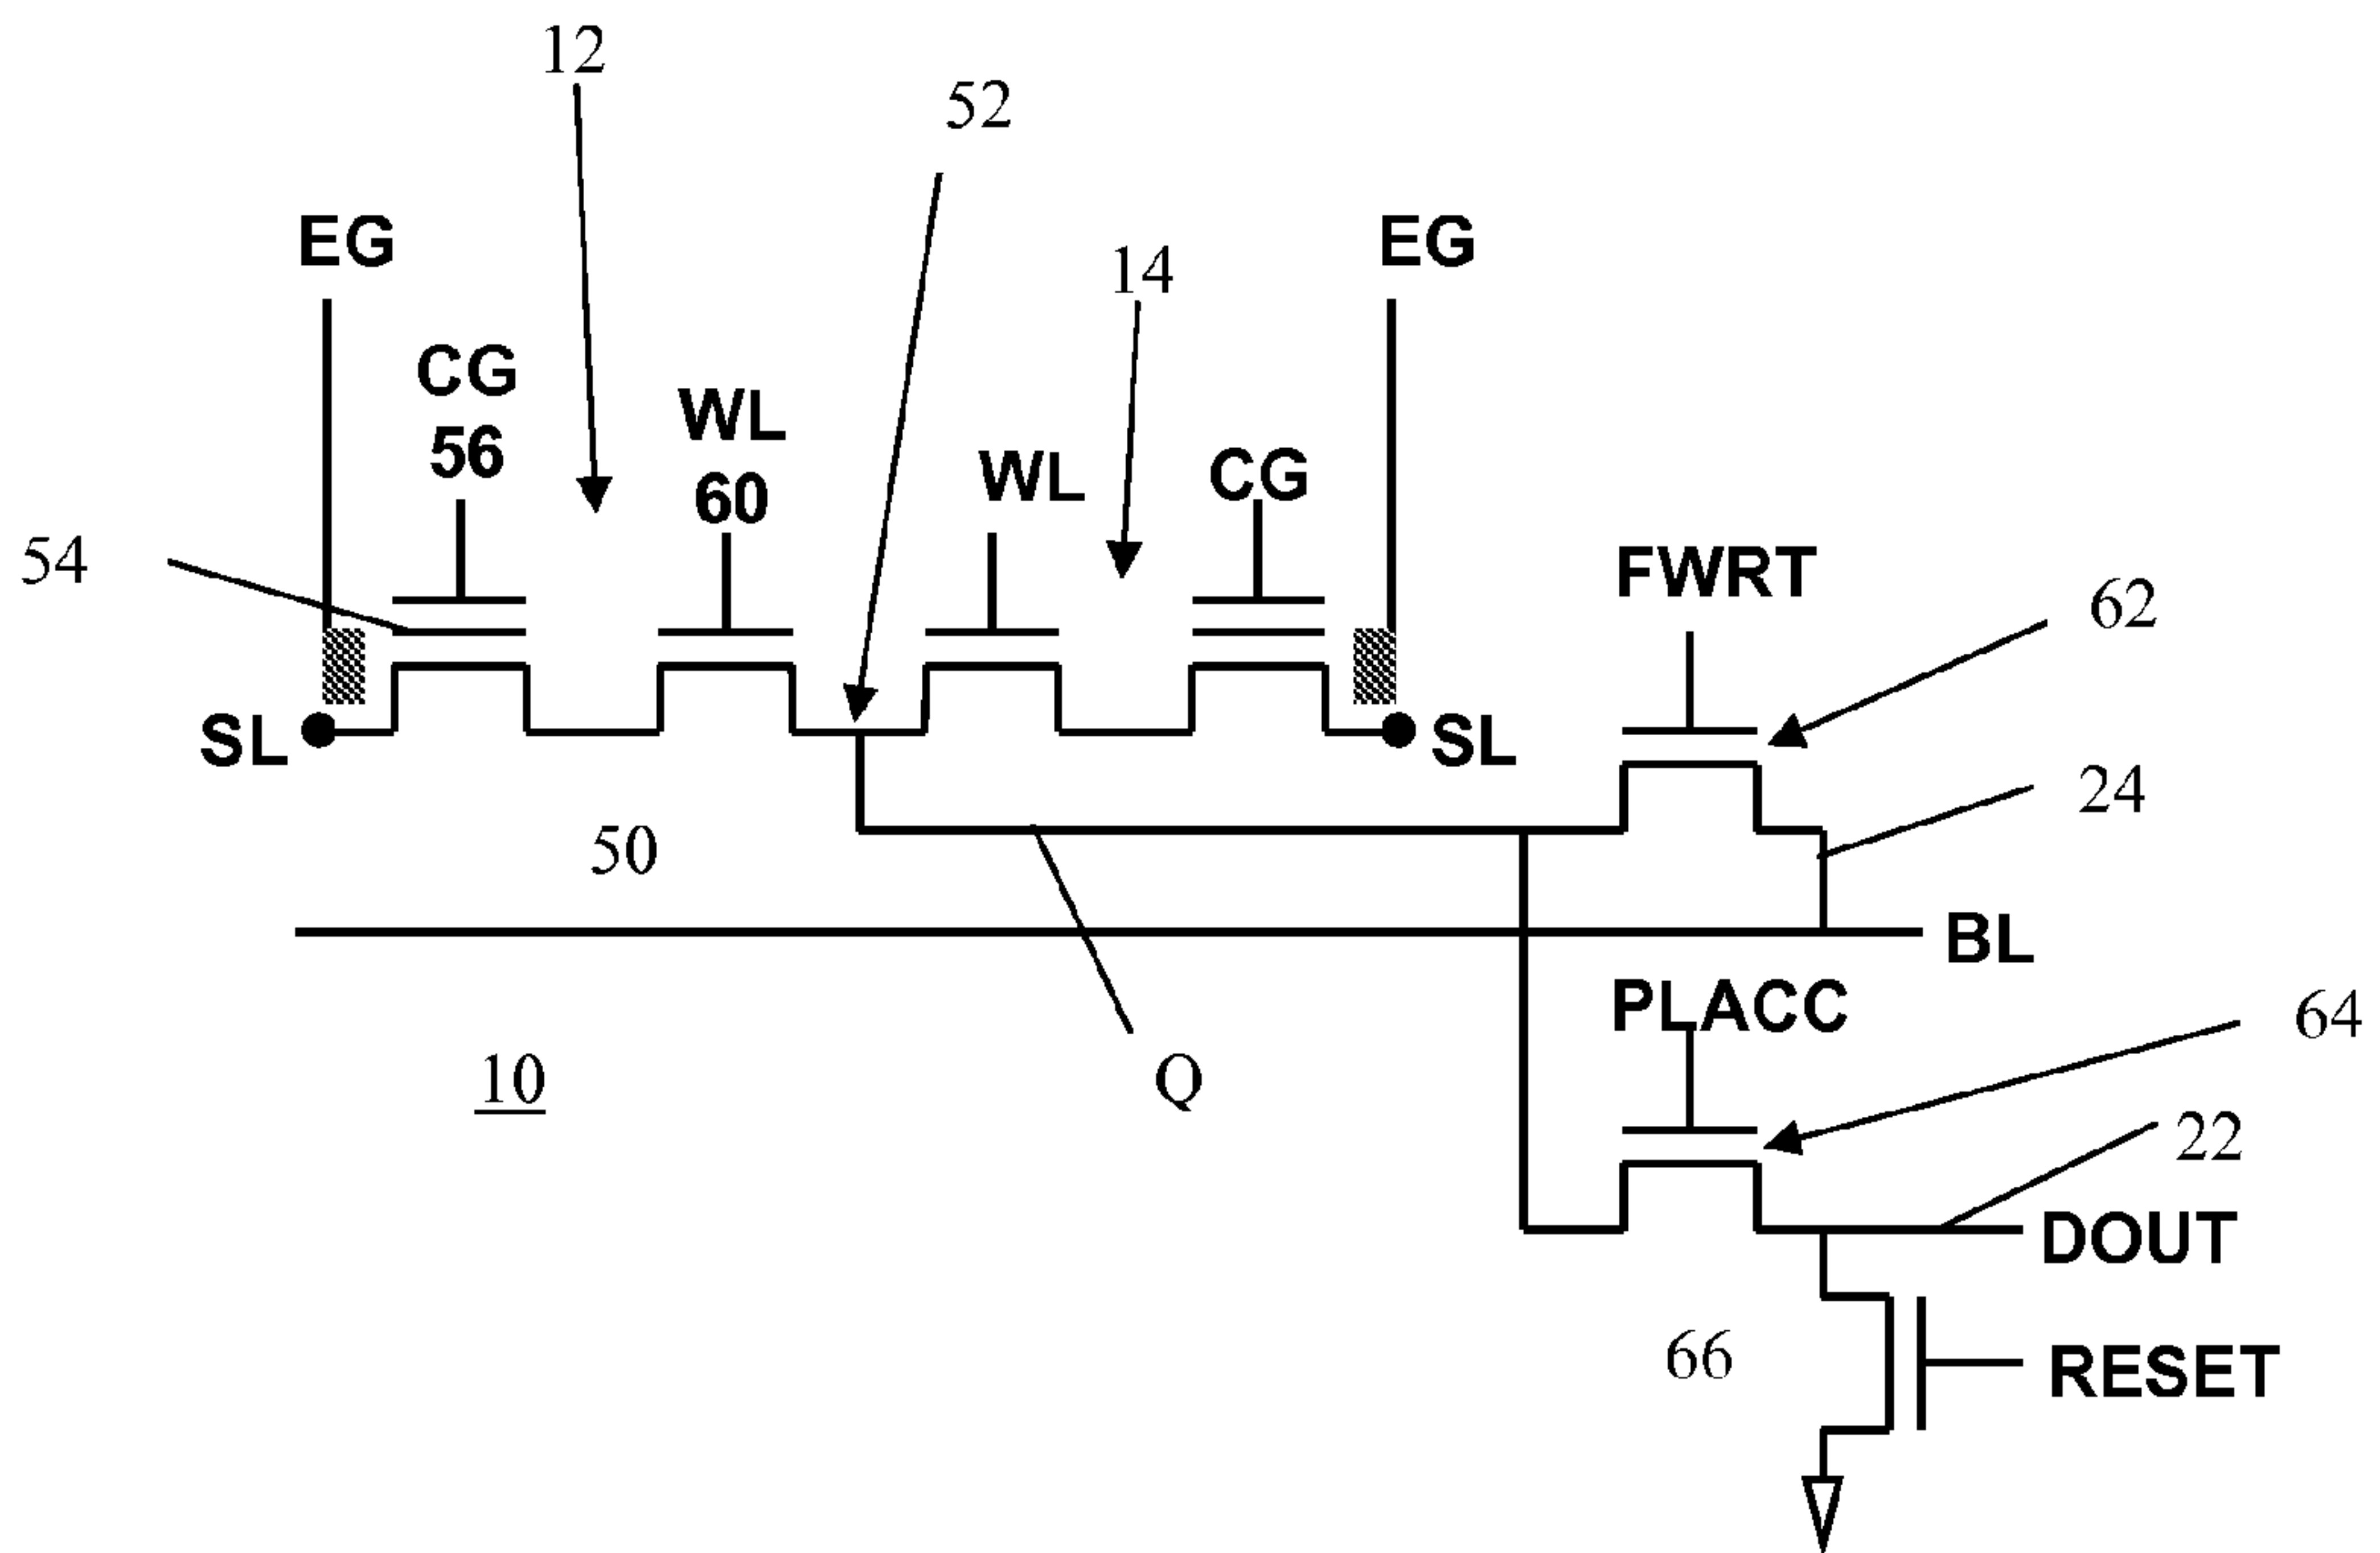 12
52
EG
EG
14
CG
56
WL
60
WL
CG
54
FWRT
62
SL
SL
24
50
BL
PLACC
64
10
Q
22
DOUT
66
RESET